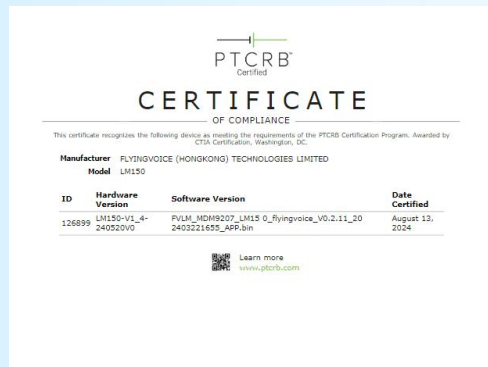 PTCRB™
Certified
CERTIFICATE
OF COMPLIANCE
This certificate recognizes the following device as meeting the requirements of the PTCRB Certification Program. Awarded by
CTIA Certification, Washington, DC.
Manufacturer FLYINGVOICE (HONGKONG) TECHNOLOGIES LIMITED
Model LM150
ID Hardware Version Software Version Date Certified
126899 LM150-V1_4-240520V0 FVLM_MDM9207_LM15 0_flyingvoice_V0.2.11_20 2403221655_APP.bin August 13, 2024
Learn more
www.ptcrb.com